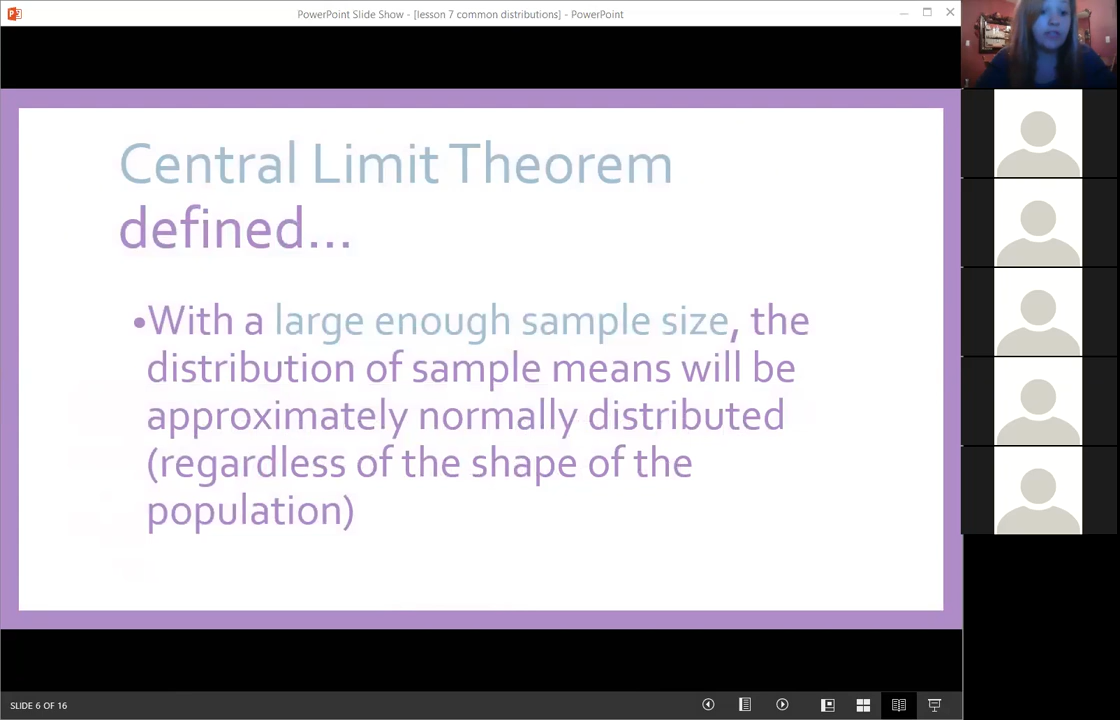 PowerPoint Slide Show - [lesson 7 common distributions] - PowerPoint
Central Limit Theorem
defined...
•With a large enough sample size, the
distribution of sample means will be
approximately normally distributed
(regardless of the shape of the
population)
SLIDE 6 OF 16